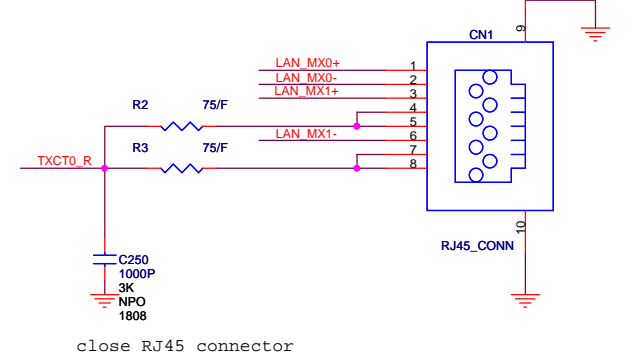 CN1
9
LAN_MX0+
1
LAN_MX0-
2
LAN_MX1+
3
4
R2 75/F
5
LAN_MX1-
6
R3 75/F
7
TXCT0_R
8
10
RJ45_CONN
C250
1000P
3K
NPO
1808
close RJ45 connector